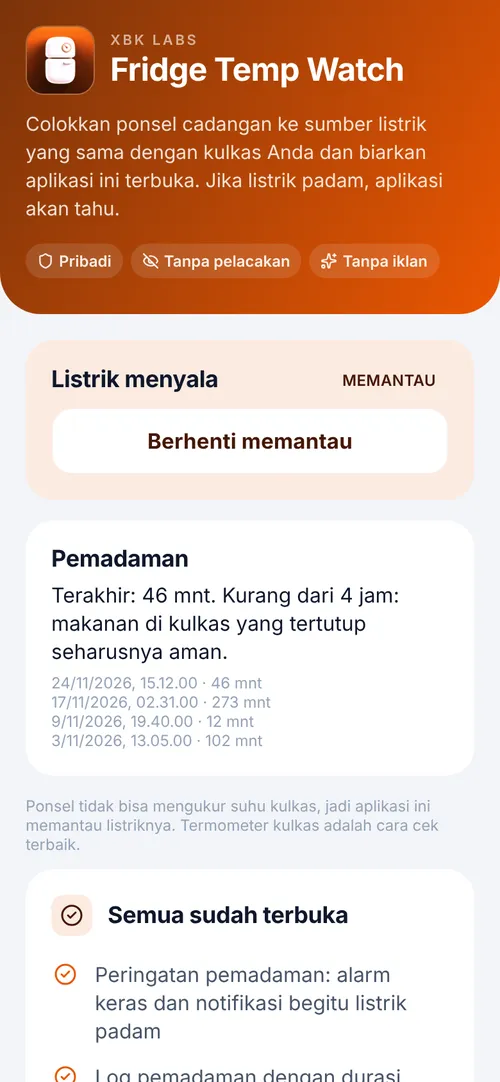 XBK LABS
Fridge Temp Watch
Colokkan ponsel cadangan ke sumber listrik
yang sama dengan kulkas Anda dan biarkan
aplikasi ini terbuka. Jika listrik padam, aplikasi
akan tahu.
Pribadi
Tanpa pelacakan
Tanpa iklan
Listrik menyala
MEMANTAU
Berhenti memantau
Pemadaman
Terakhir: 46 mnt. Kurang dari 4 jam:
makanan di kulkas yang tertutup
seharusnya aman.
24/11/2026, 15.12.00 · 46 mnt
17/11/2026, 02.31.00 · 273 mnt
9/11/2026, 19.40.00 · 12 mnt
3/11/2026, 13.05.00 · 102 mnt
Ponsel tidak bisa mengukur suhu kulkas, jadi aplikasi ini
memantau listriknya. Termometer kulkas adalah cara cek
terbaik.
Semua sudah terbuka
Peringatan pemadaman: alarm
keras dan notifikasi begitu listrik
padam
Log pemadaman dengan durasi